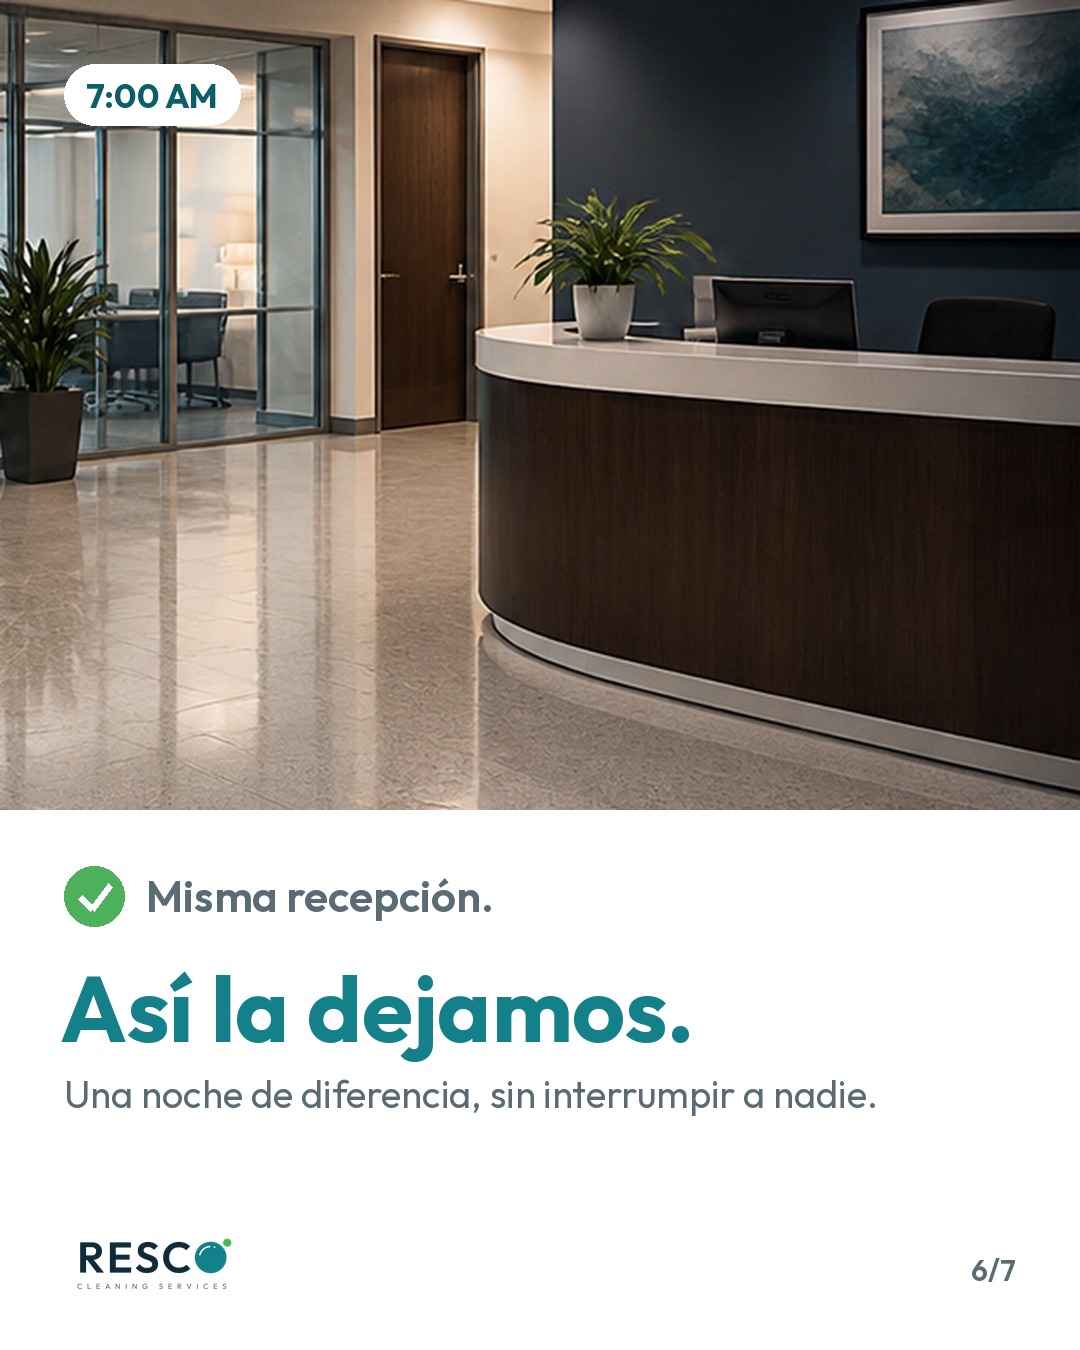 7:00 AM
Misma recepción.
Así la dejamos.
Una noche de diferencia, sin interrumpir a nadie.
RESCO
CLEANING SERVICES
6/7